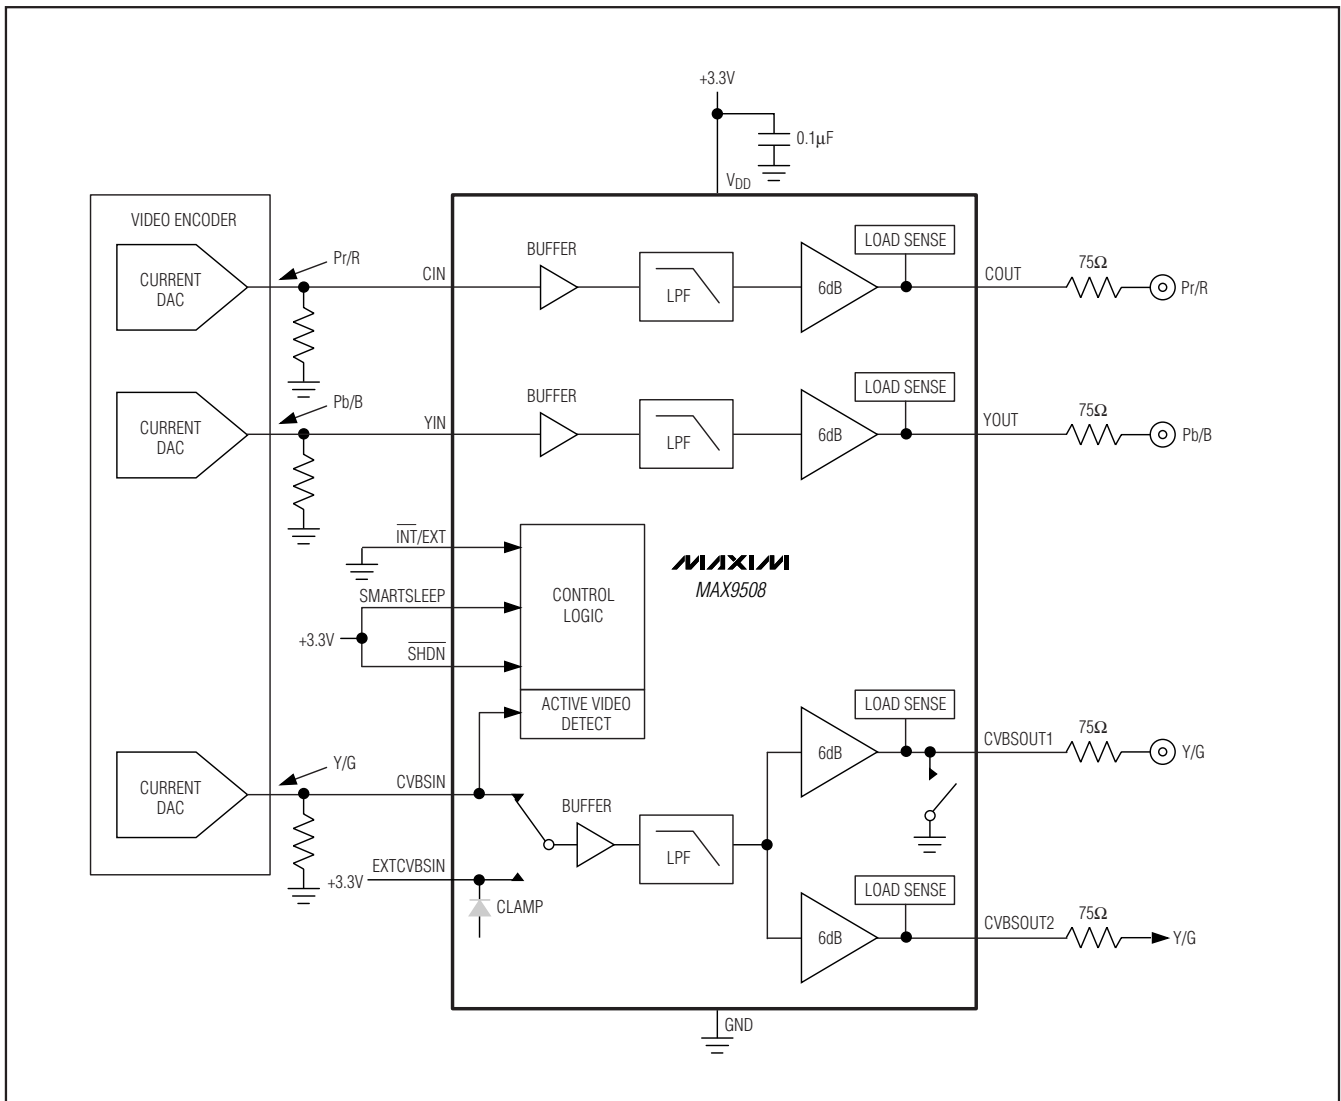 +3.3V
0.1µF
VDD
VIDEO ENCODER
CURRENT
DAC
Pr/R
CIN
BUFFER
LPF
6dB
LOAD SENSE
COUT
75Ω
Pr/R
CURRENT
DAC
Pb/B
YIN
BUFFER
LPF
6dB
LOAD SENSE
YOUT
75Ω
Pb/B
INT/EXT
SMARTSLEEP
+3.3V
SHDN
CONTROL
LOGIC
ACTIVE VIDEO
DETECT
MAXIM
MAX9508
CURRENT
DAC
Y/G
CVBSIN
EXTCVBSIN
+3.3V
CLAMP
BUFFER
LPF
6dB
LOAD SENSE
CVBSOUT1
75Ω
Y/G
6dB
LOAD SENSE
CVBSOUT2
75Ω
Y/G
GND